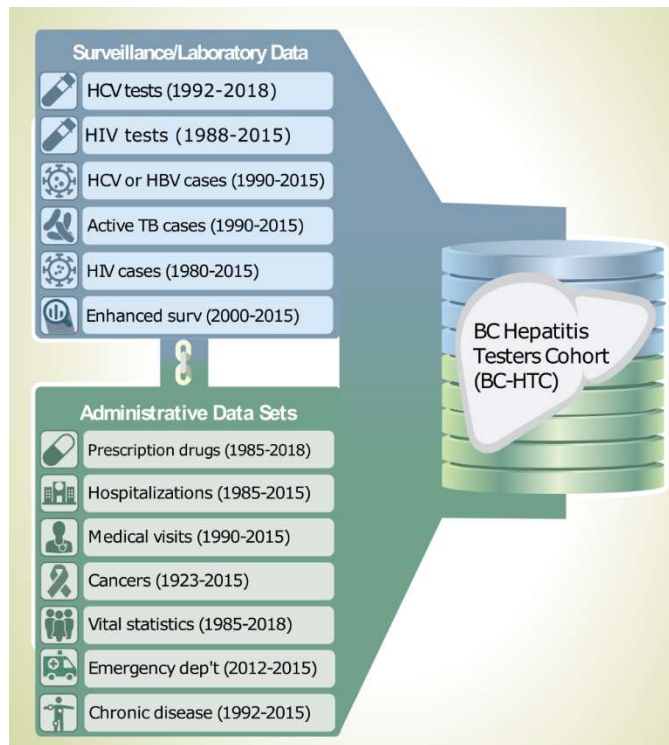 Surveillance/Laboratory Data
HCV tests (1992-2018)
HIV tests (1988-2015)
HCV or HBV cases (1990-2015)
Active TB cases (1990-2015)
HIV cases (1980-2015)
Enhanced surv (2000-2015)
Administrative Data Sets
Prescription drugs (1985-2018)
Hospitalizations (1985-2015)
Medical visits (1990-2015)
Cancers (1923-2015)
Vital statistics (1985-2018)
Emergency dep't (2012-2015)
Chronic disease (1992-2015)
BC Hepatitis
Testers Cohort
(BC-HTC)